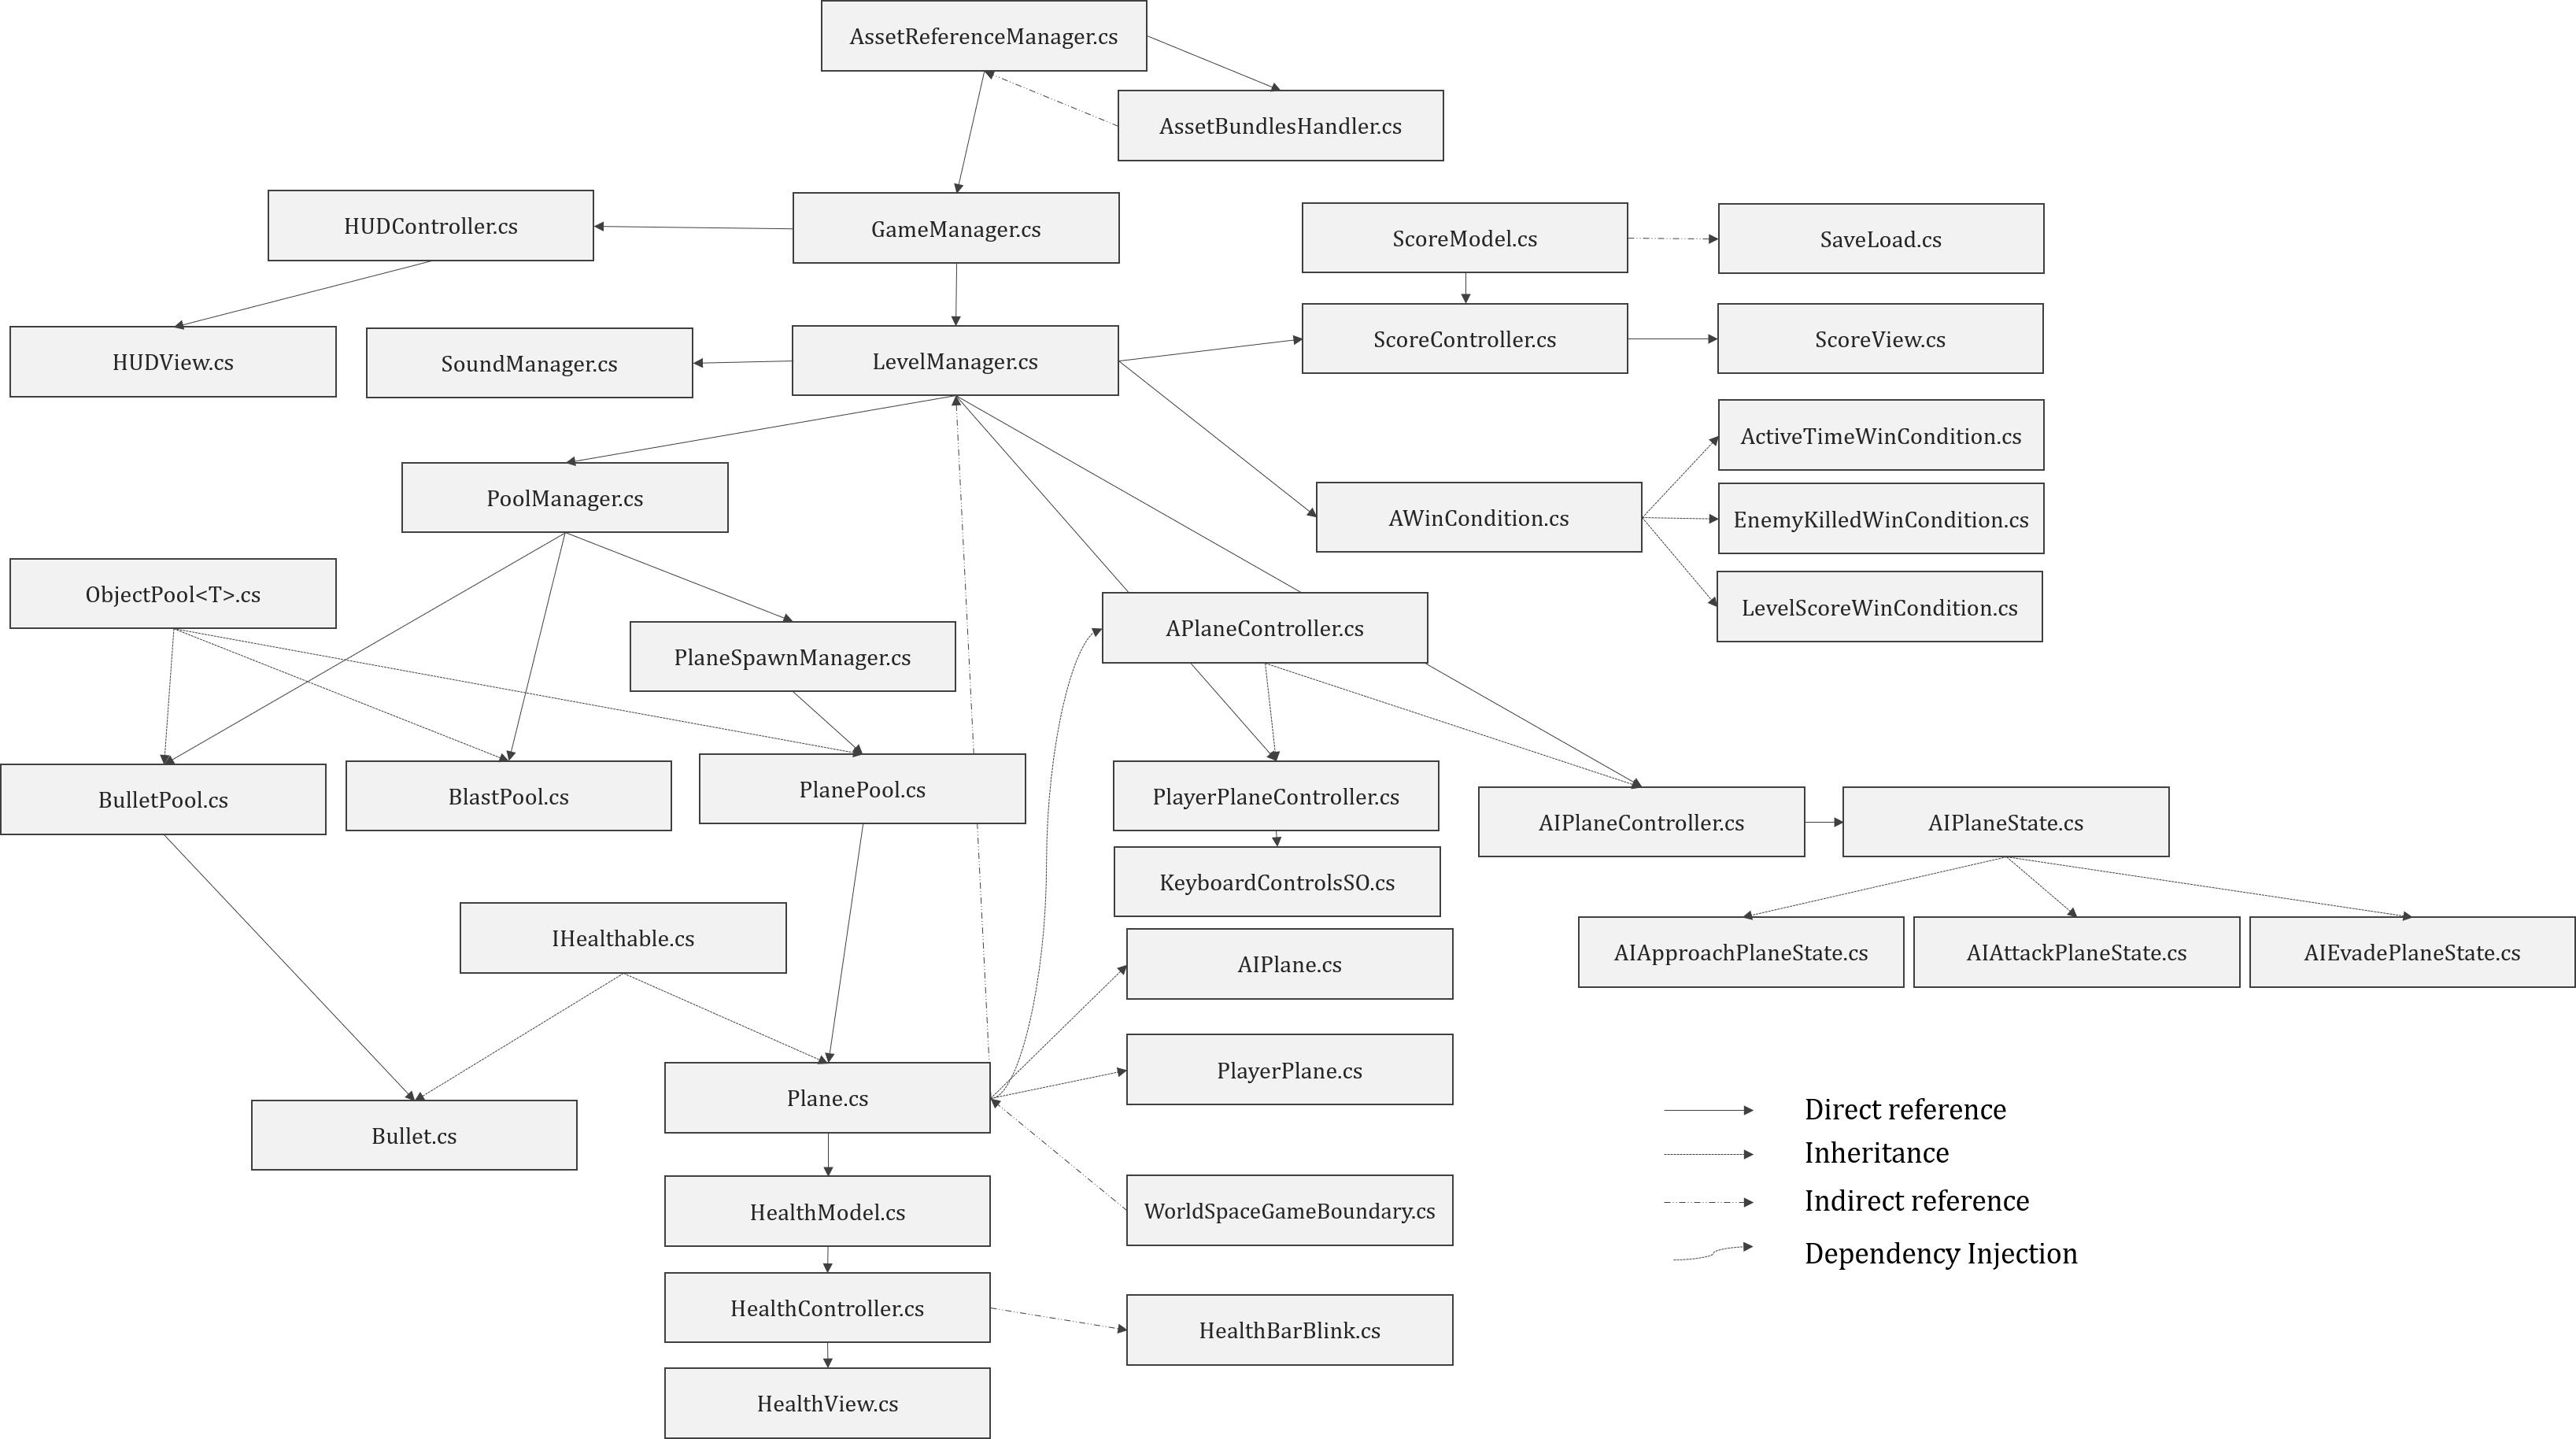 AssetReferenceManager.cs
AssetBundlesHandler.cs
HUDController.cs
GameManager.cs
ScoreModel.cs
SaveLoad.cs
HUDView.cs
SoundManager.cs
LevelManager.cs
ScoreController.cs
ScoreView.cs
ActiveTimeWinCondition.cs
PoolManager.cs
AWinCondition.cs
EnemyKilledWinCondition.cs
ObjectPool<T>.cs
LevelScoreWinCondition.cs
PlaneSpawnManager.cs
APlaneController.cs
BulletPool.cs
BlastPool.cs
PlanePool.cs
PlayerPlaneController.cs
AIPlaneController.cs
AIPlaneState.cs
KeyboardControlsSO.cs
IHealthable.cs
AIPlane.cs
AIApproachPlaneState.cs
AIAttackPlaneState.cs
AIEvadePlaneState.cs
Plane.cs
PlayerPlane.cs
Bullet.cs
Direct reference
Inheritance
HealthModel.cs
WorldSpaceGameBoundary.cs
Indirect reference
Dependency Injection
HealthController.cs
HealthBarBlink.cs
HealthView.cs